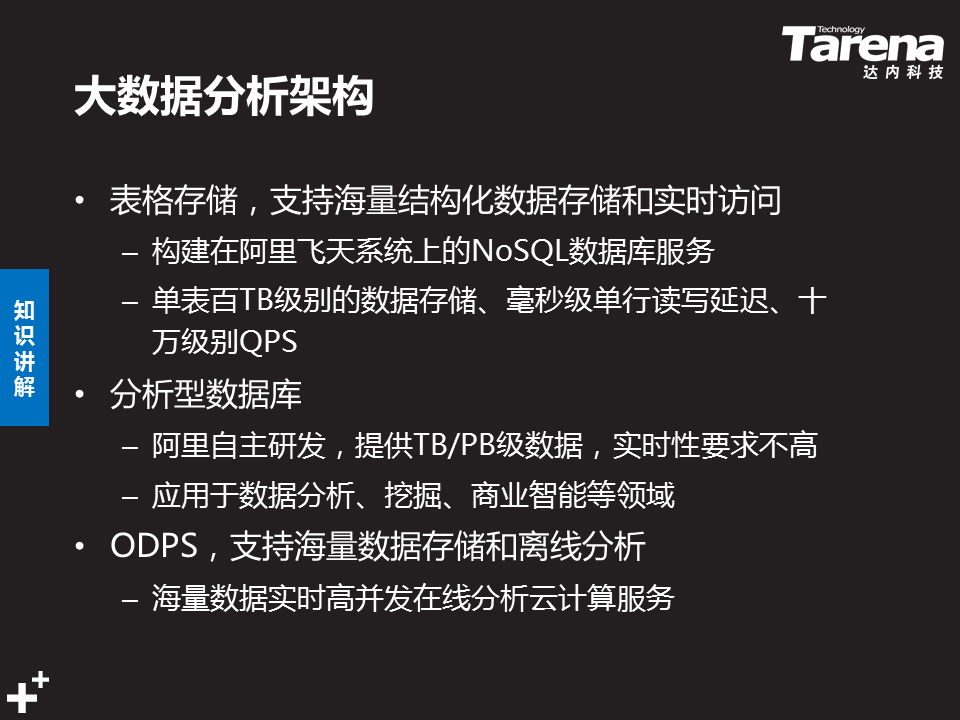 Technology
Tarena
达内科技
大数据分析架构
• 表格存储，支持海量结构化数据存储和实时访问
– 构建在阿里飞天系统上的NoSQL数据库服务
– 单表百TB级别的数据存储、毫秒级单行读写延迟、十
万级别QPS
• 分析型数据库
– 阿里自主研发，提供TB/PB级数据，实时性要求不高
– 应用于数据分析、挖掘、商业智能等领域
• ODPS，支持海量数据存储和离线分析
– 海量数据实时高并发在线分析云计算服务
知识讲解